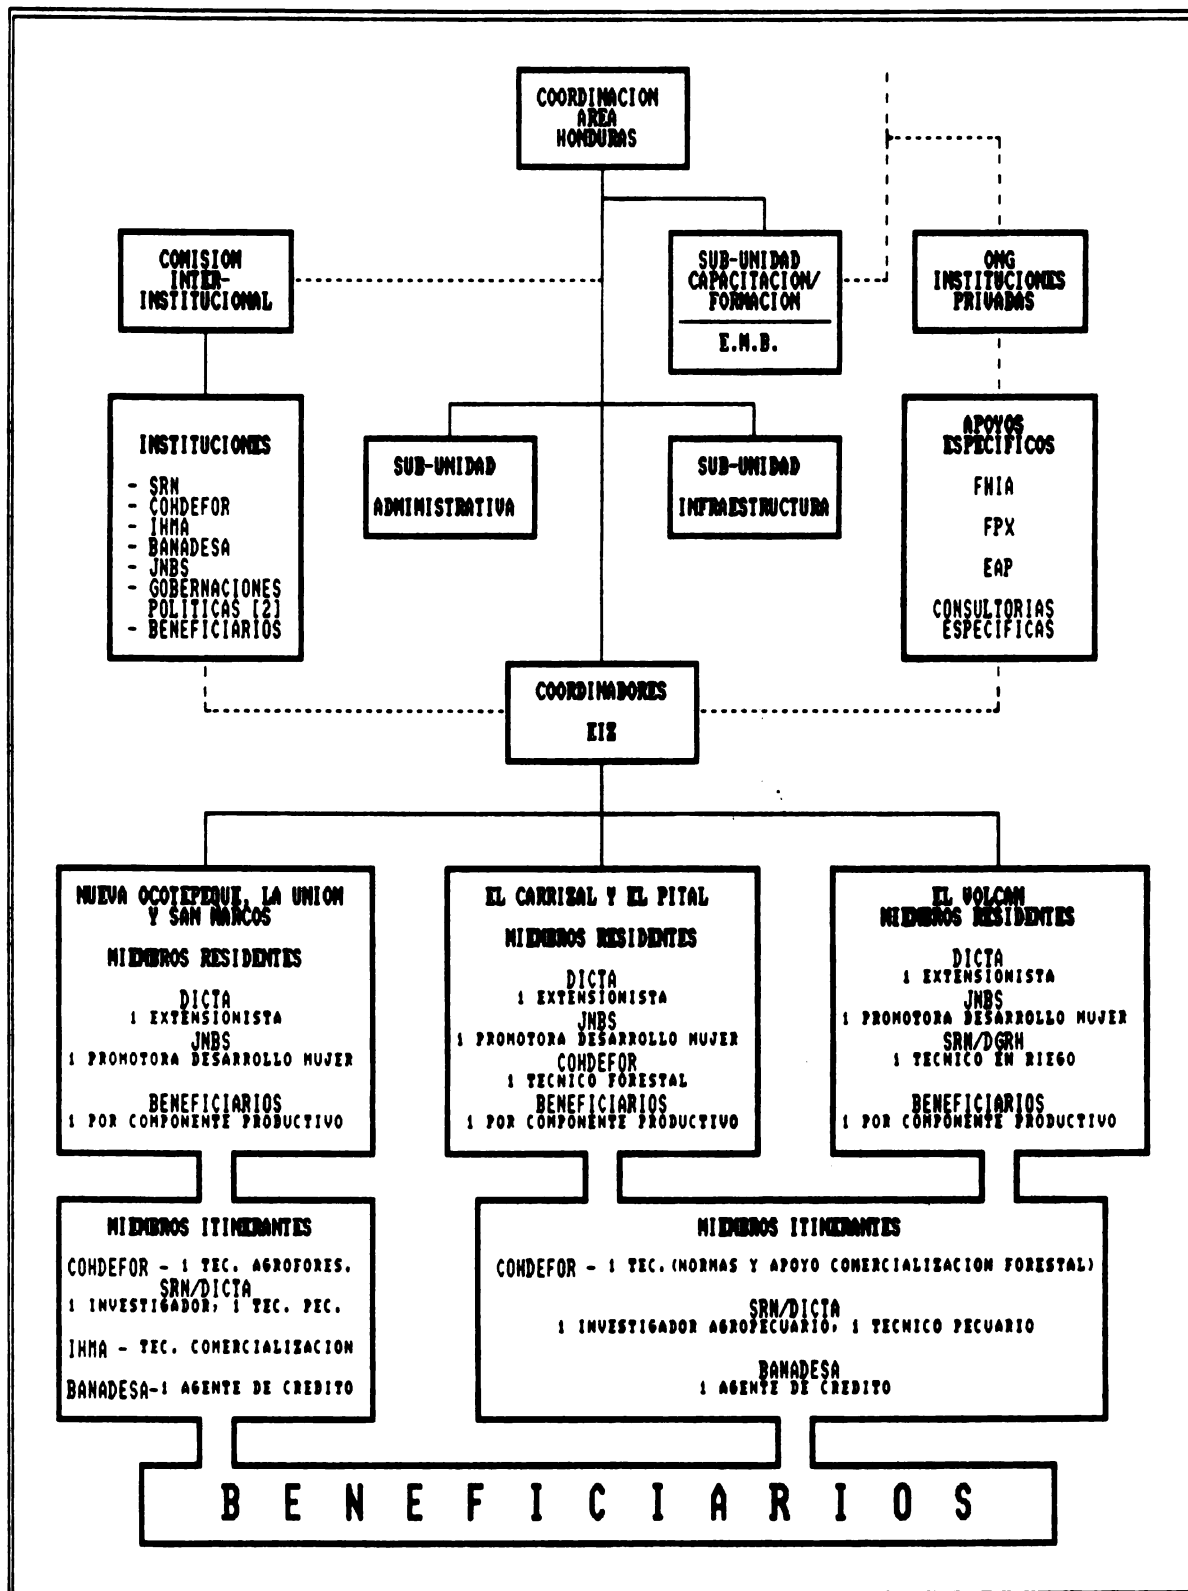 COORDINACION
AREA
HONDURAS
COMISION
INTER-
INSTITUCIONAL
SUB-UNIDAD
CAPACITACION/
FORMACION
E.M.B.
ONG
INSTITUCIONES
PRIVADAS
INSTITUCIONES
- SRN
- COHDEFOR
- IHMA
- BANADESA
- JNBS
- GOBERNACIONES
POLITICAS [2]
- BENEFICIARIOS
SUB-UNIDAD
ADMINISTRATIVA
SUB-UNIDAD
INFRAESTRUCTURA
APOYOS
ESPECIFICOS
FHIA
FPX
EAP
CONSULTORIAS
ESPECIFICAS
COORDINADORES
EIZ
NUEVA OCOTEPEQUE, LA UNION
Y SAN MARCOS
MIEMBROS RESIDENTES
DICTA
1 EXTENSIONISTA
JNBS
1 PROMOTORA DESARROLLO MUJER
BENEFICIARIOS
1 POR COMPONENTE PRODUCTIVO
EL CARRIZAL Y EL PITAL
MIEMBROS RESIDENTES
DICTA
1 EXTENSIONISTA
JNBS
1 PROMOTORA DESARROLLO MUJER
COHDEFOR
1 TECNICO FORESTAL
BENEFICIARIOS
1 POR COMPONENTE PRODUCTIVO
EL VOLCAN
MIEMBROS RESIDENTES
DICTA
1 EXTENSIONISTA
JNBS
1 PROMOTORA DESARROLLO MUJER
SRN/DGRH
1 TECNICO EN RIEGO
BENEFICIARIOS
1 POR COMPONENTE PRODUCTIVO
MIEMBROS ITINERANTES
COHDEFOR - 1 TEC. AGROFORES.
SRN/DICTA
1 INVESTIGADOR, 1 TEC. PEC.
IHMA - TEC. COMERCIALIZACION
BANADESA-1 AGENTE DE CREDITO
MIEMBROS ITINERANTES
COHDEFOR - 1 TEC. (NORMAS Y APOYO COMERCIALIZACION FORESTAL)
SRN/DICTA
1 INVESTIGADOR AGROPECUARIO, 1 TECNICO PECUARIO
BANADESA
1 AGENTE DE CREDITO
BENEFICIARIOS